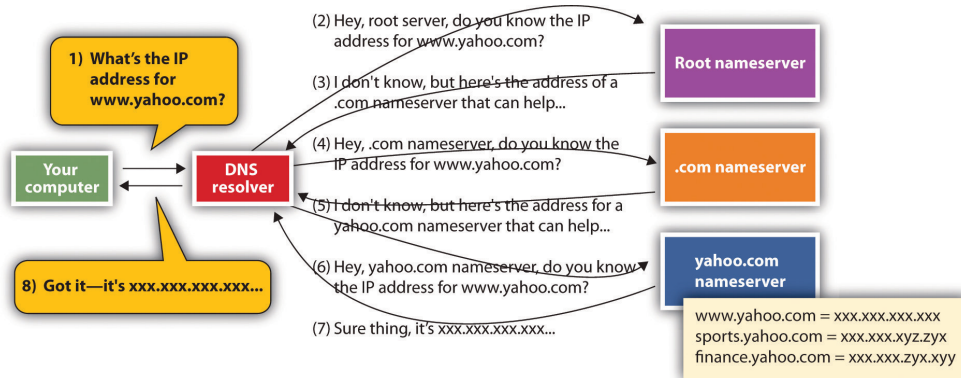 1) What's the IP
address for
www.yahoo.com?
Your
computer
DNS
resolver
8) Got it—it's xxx.xxx.xxx.xxx...
(2) Hey, root server, do you know the IP
address for www.yahoo.com?
(3) I don't know, but here's the address of a
.com nameserver that can help...
(4) Hey, .com nameserver, do you know the
IP address for www.yahoo.com?
(5) I don't know, but here's the address for a
yahoo.com nameserver that can help...
(6) Hey, yahoo.com nameserver, do you know
the IP address for www.yahoo.com?
(7) Sure thing, it's xxx.xxx.xxx.xxx...
Root nameserver
.com nameserver
yahoo.com
nameserver
www.yahoo.com = xxx.xxx.xxx.xxx
sports.yahoo.com = xxx.xxx.xyz.zyx
finance.yahoo.com = xxx.xxx.zyx.xyy